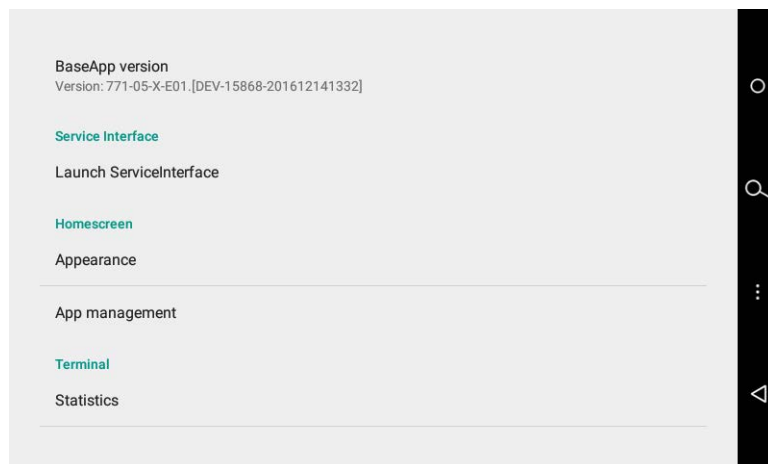 BaseApp version
Version: 771-05-X-E01.[DEV-15868-201612141332]
Service Interface
Launch ServiceInterface
Homescreen
Appearance
App management
Terminal
Statistics